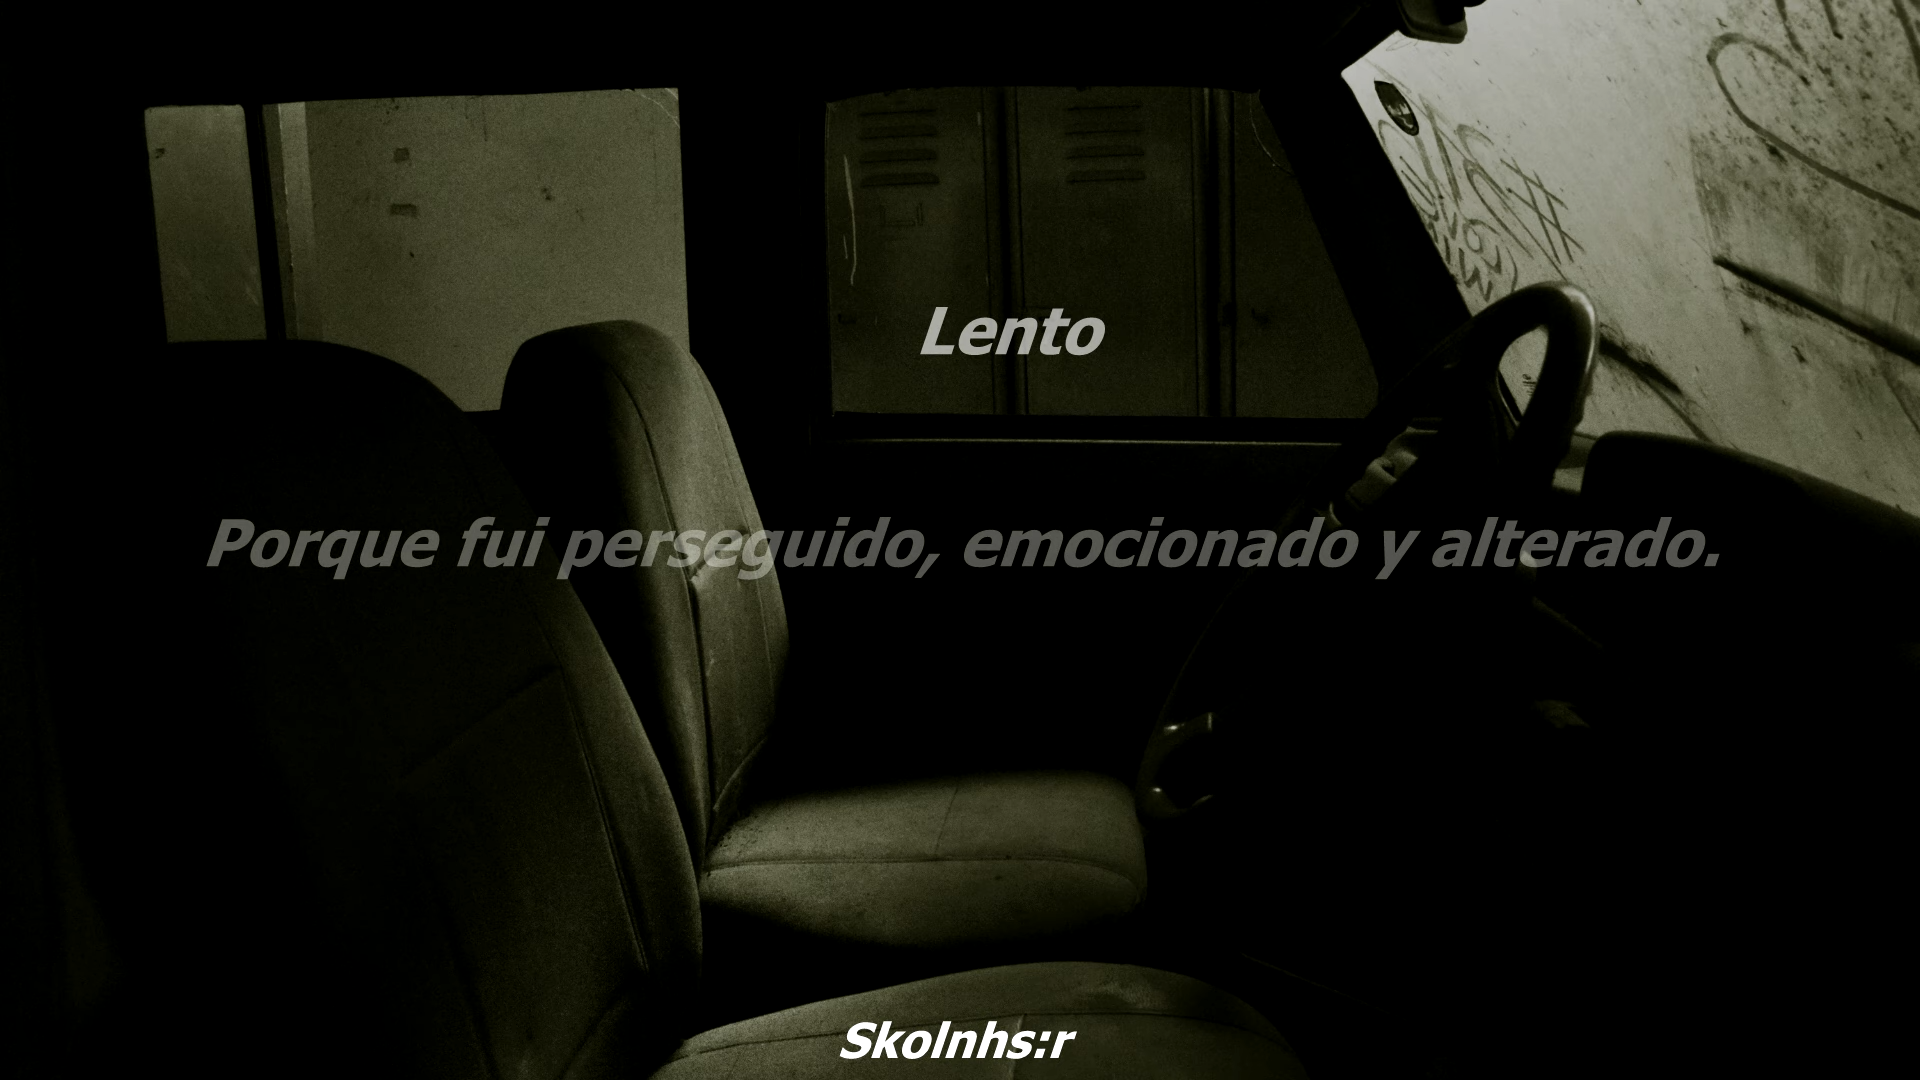 Lento
Porque fui perseguido, emocionado y alterado.
Skolnhs:r